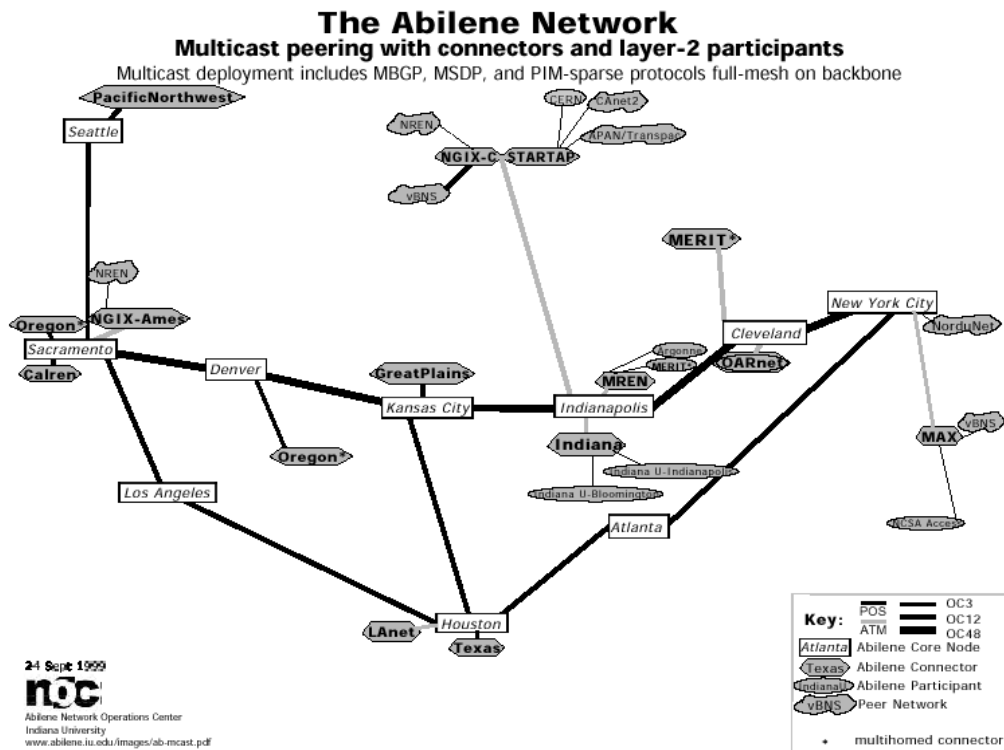 The Abilene Network
Multicast peering with connectors and layer-2 participants
Multicast deployment includes MBGP, MSDP, and PIM-sparse protocols full-mesh on backbone
PacificNorthwest
Seattle
CERN
CAnet2
NREN
APAN/Transpac
NGIX-C
STARTAP
vBNS
MERIT*
NREN
Oregon*
NGIX-Ames
Sacramento
Calren
Denver
GreatPlains
Kansas City
Argonne
MERIT*
MREN
Indianapolis
Cleveland
OARnet
New York City
NorduNet
Oregon*
Indiana
Indiana U-Indianapolis
Indiana U-Bloomington
MAX
vBNS
NCSA Access
Los Angeles
Atlanta
Houston
LAnet
Texas
Key:
POS
ATM
OC3
OC12
OC48
Atlanta Abilene Core Node
Texas Abilene Connector
IndianaU Abilene Participant
vBNS Peer Network
* multihomed connector
24 Sept 1999
noc
Abilene Network Operations Center
Indiana University
www.abilene.iu.edu/images/ab-mcast.pdf